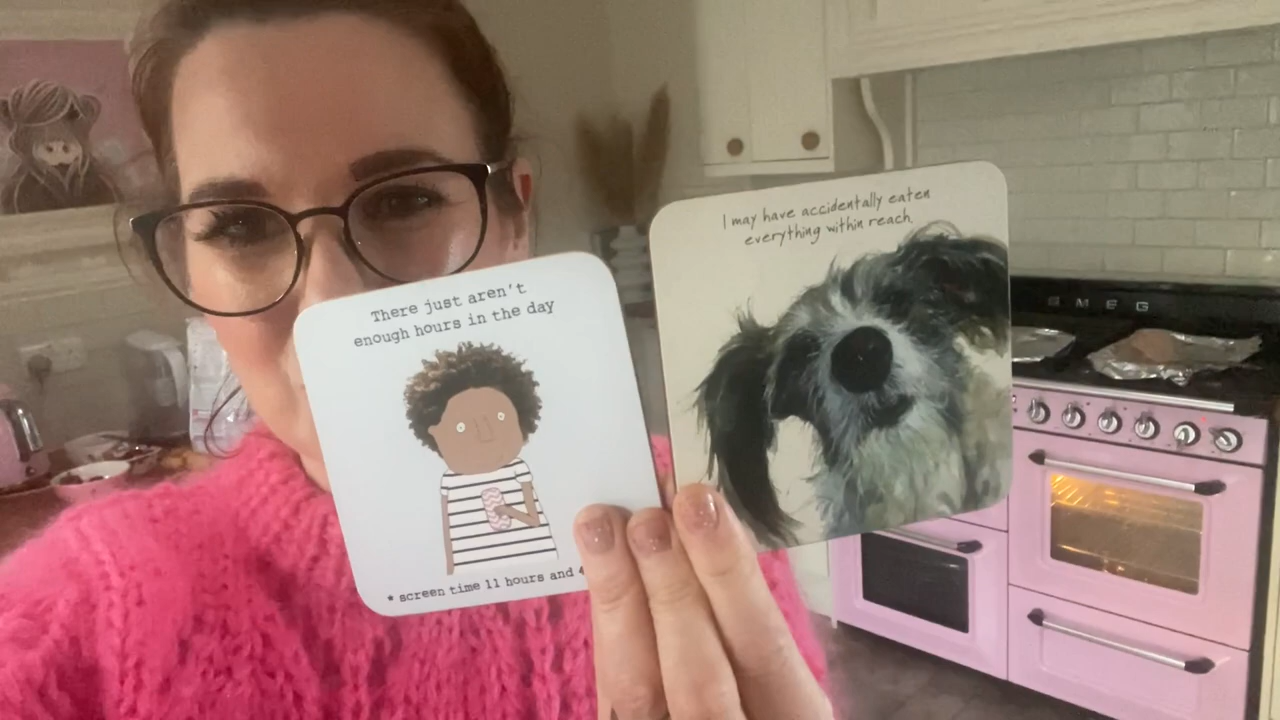 There just aren't
enough hours in the day
* screen time 11 hours and
I may have accidentally eaten
everything within reach.
SMEG